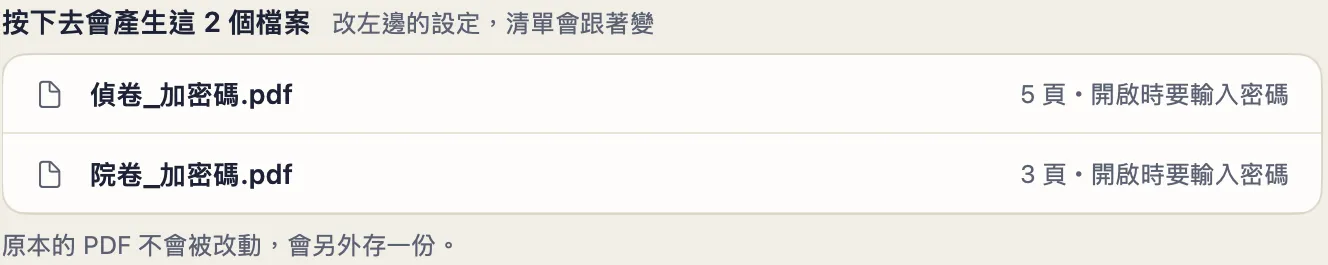 按下去會產生這 2 個檔案 改左邊的設定，清單會跟著變
偵卷_加密碼.pdf 5 頁・開啟時要輸入密碼
院卷_加密碼.pdf 3 頁・開啟時要輸入密碼
原本的 PDF 不會被改動，會另外存一份。